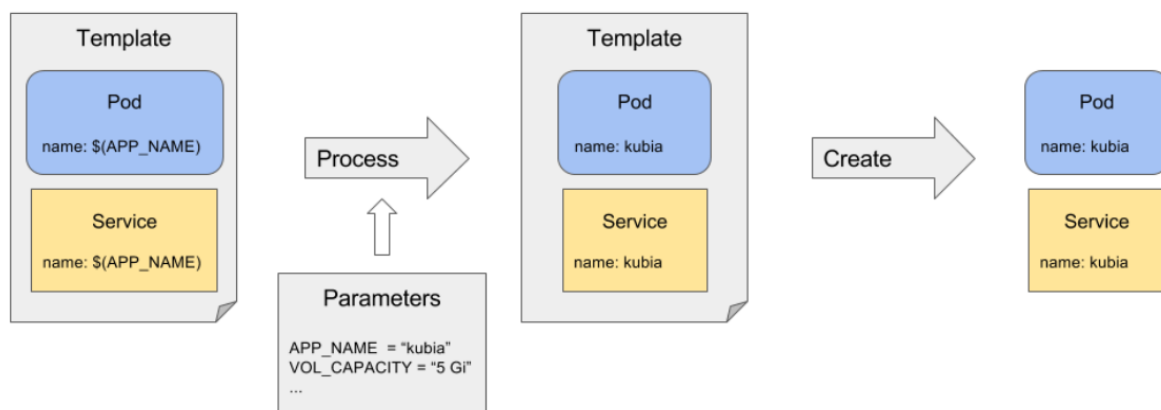 Template
Pod
name: $(APP_NAME)
Service
name: $(APP_NAME)
Process
Parameters
APP_NAME = “kubia”
VOL_CAPACITY = “5 Gi”
...
Template
Pod
name: kubia
Service
name: kubia
Create
Pod
name: kubia
Service
name: kubia